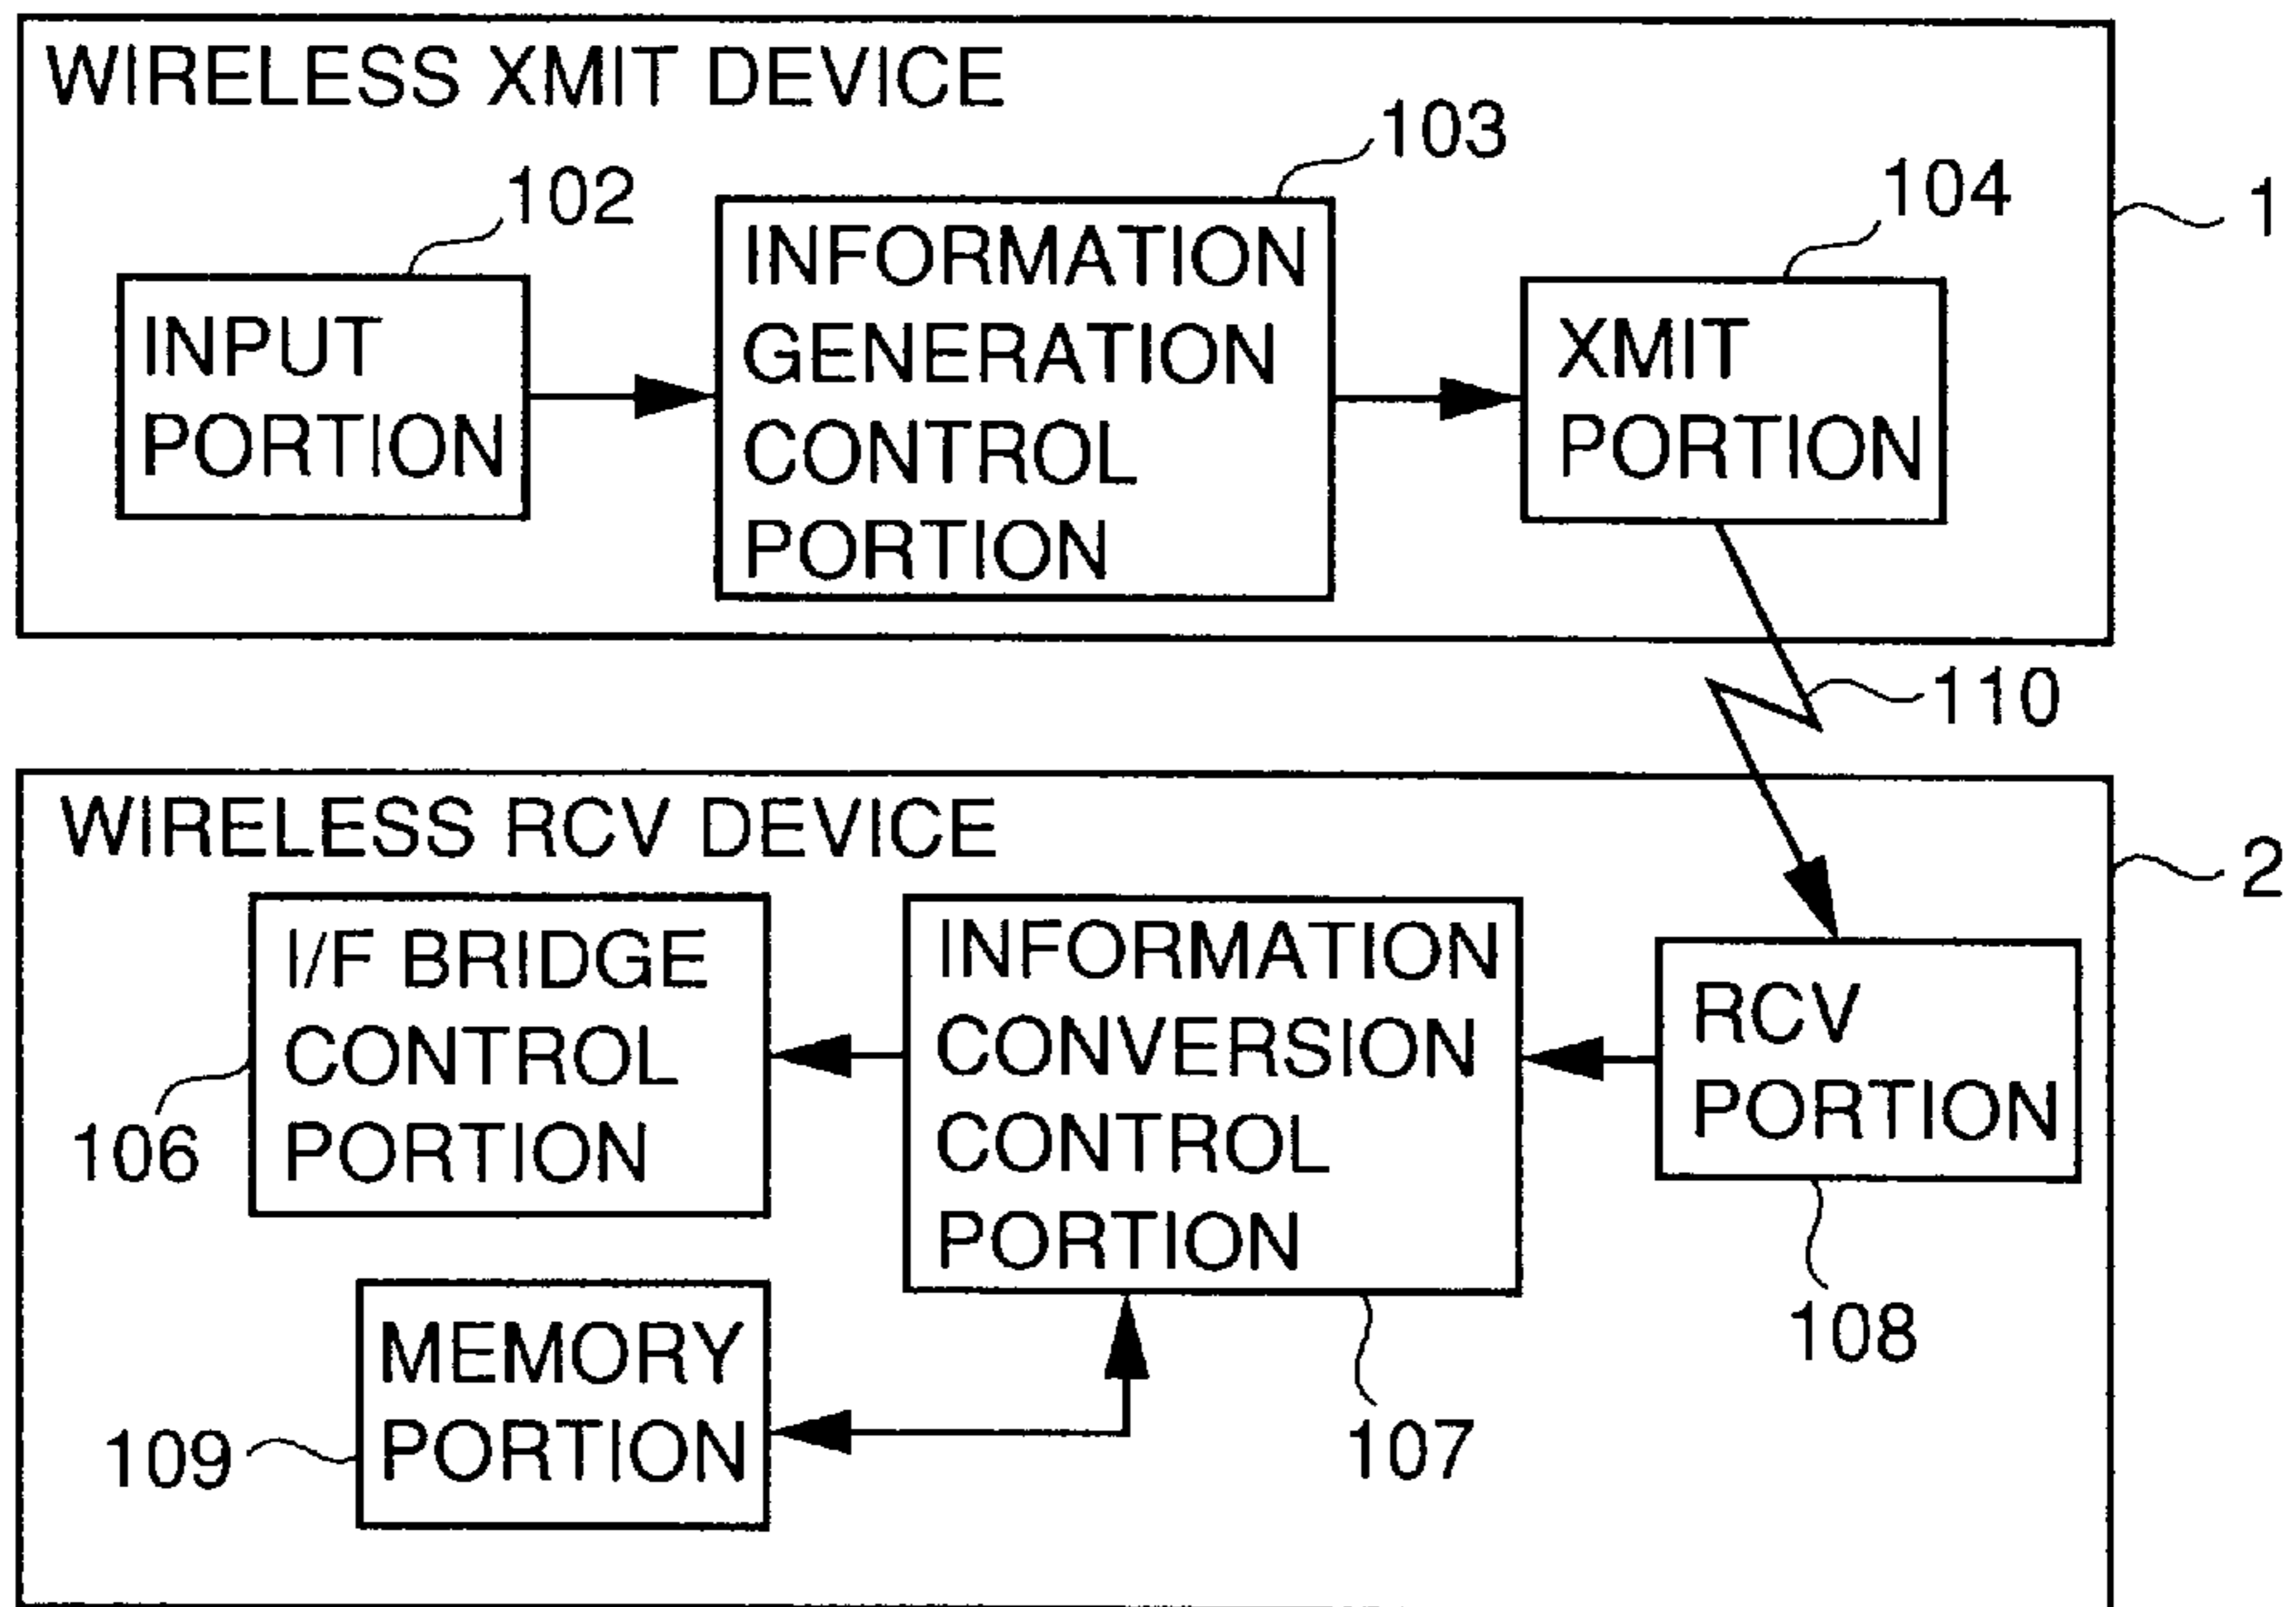 WIRELESS XMIT DEVICE
103
102
104
1
INPUT
PORTION
INFORMATION
GENERATION
CONTROL
PORTION
XMIT
PORTION
110
WIRELESS RCV DEVICE
2
I/F BRIDGE
CONTROL
PORTION
106
INFORMATION
CONVERSION
CONTROL
PORTION
RCV
PORTION
108
MEMORY
PORTION
109
107